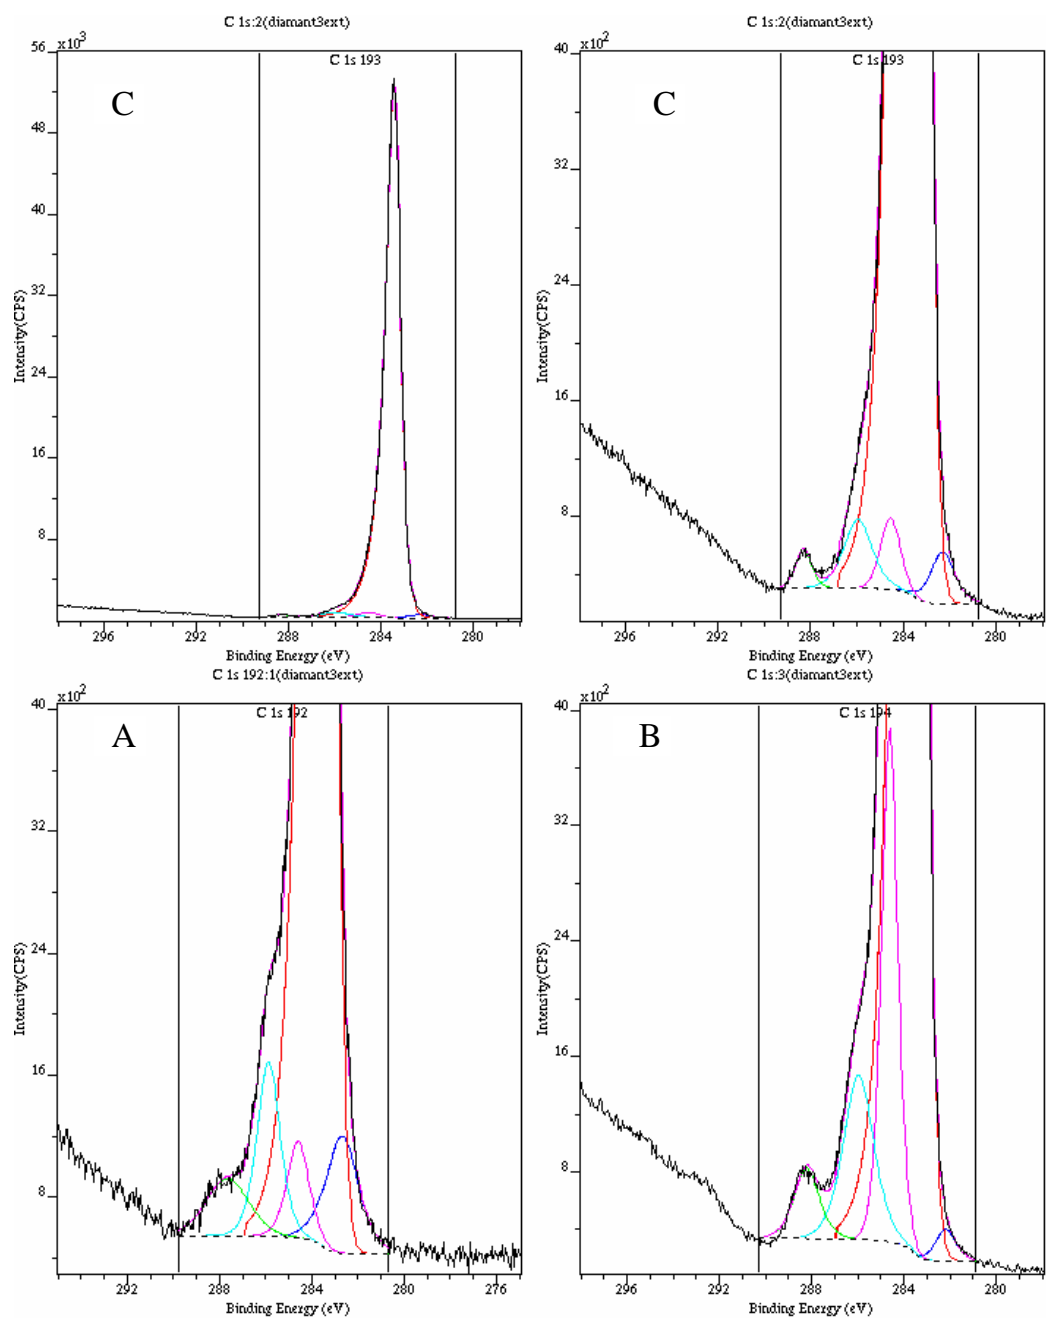 C 1s:2(diamant3ext)
x10³
C 1s 193
C
56
48
40
32
24
16
8
Intensity(CPS)
296 292 288 284 280
Binding Energy (eV)
C 1s:2(diamant3ext)
x10²
C 1s 193
C
40
32
24
16
8
Intensity(CPS)
296 292 288 284 280
Binding Energy (eV)
C 1s 192:1(diamant3ext)
x10²
C 1s 192
A
40
32
24
16
8
Intensity(CPS)
292 288 284 280 276
Binding Energy (eV)
C 1s:3(diamant3ext)
x10²
C 1s 194
B
40
32
24
16
8
Intensity(CPS)
296 292 288 284 280
Binding Energy (eV)